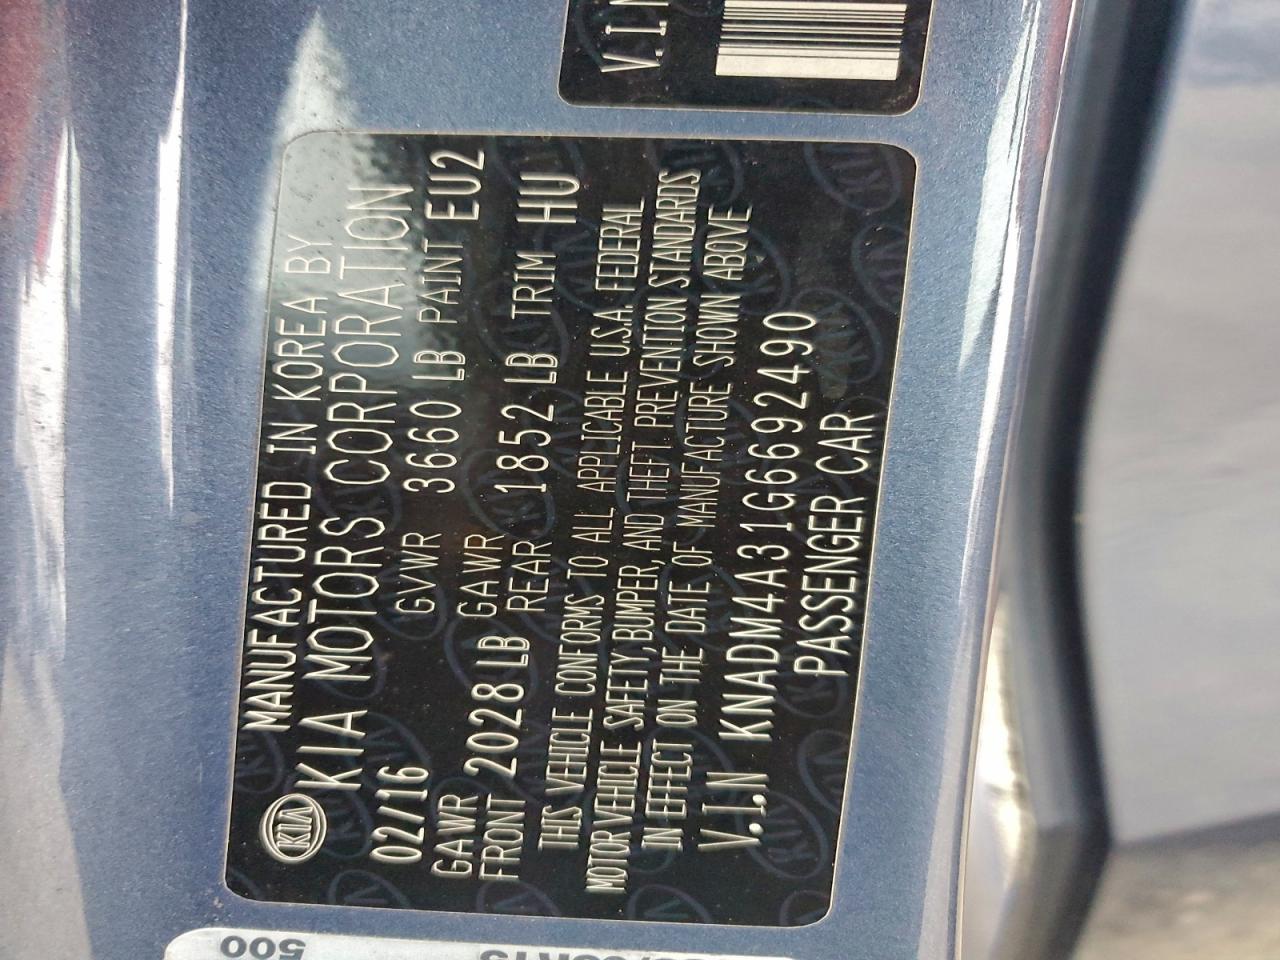 V.I.N
MANUFACTURED IN KOREA BY
KIA KIA MOTORS CORPORATION
02/16 GVWR 3660 LB PAINT EU2
GAWR FRONT 2028 LB GAWR REAR 1852 LB TRIM HU
THIS VEHICLE CONFORMS TO ALL APPLICABLE U.S.A. FEDERAL
MOTOR VEHICLE SAFETY, BUMPER, AND THEFT PREVENTION STANDARDS
IN EFFECT ON THE DATE OF MANUFACTURE SHOWN ABOVE
V.I.N KNADM4A31G6692490
PASSENGER CAR
500